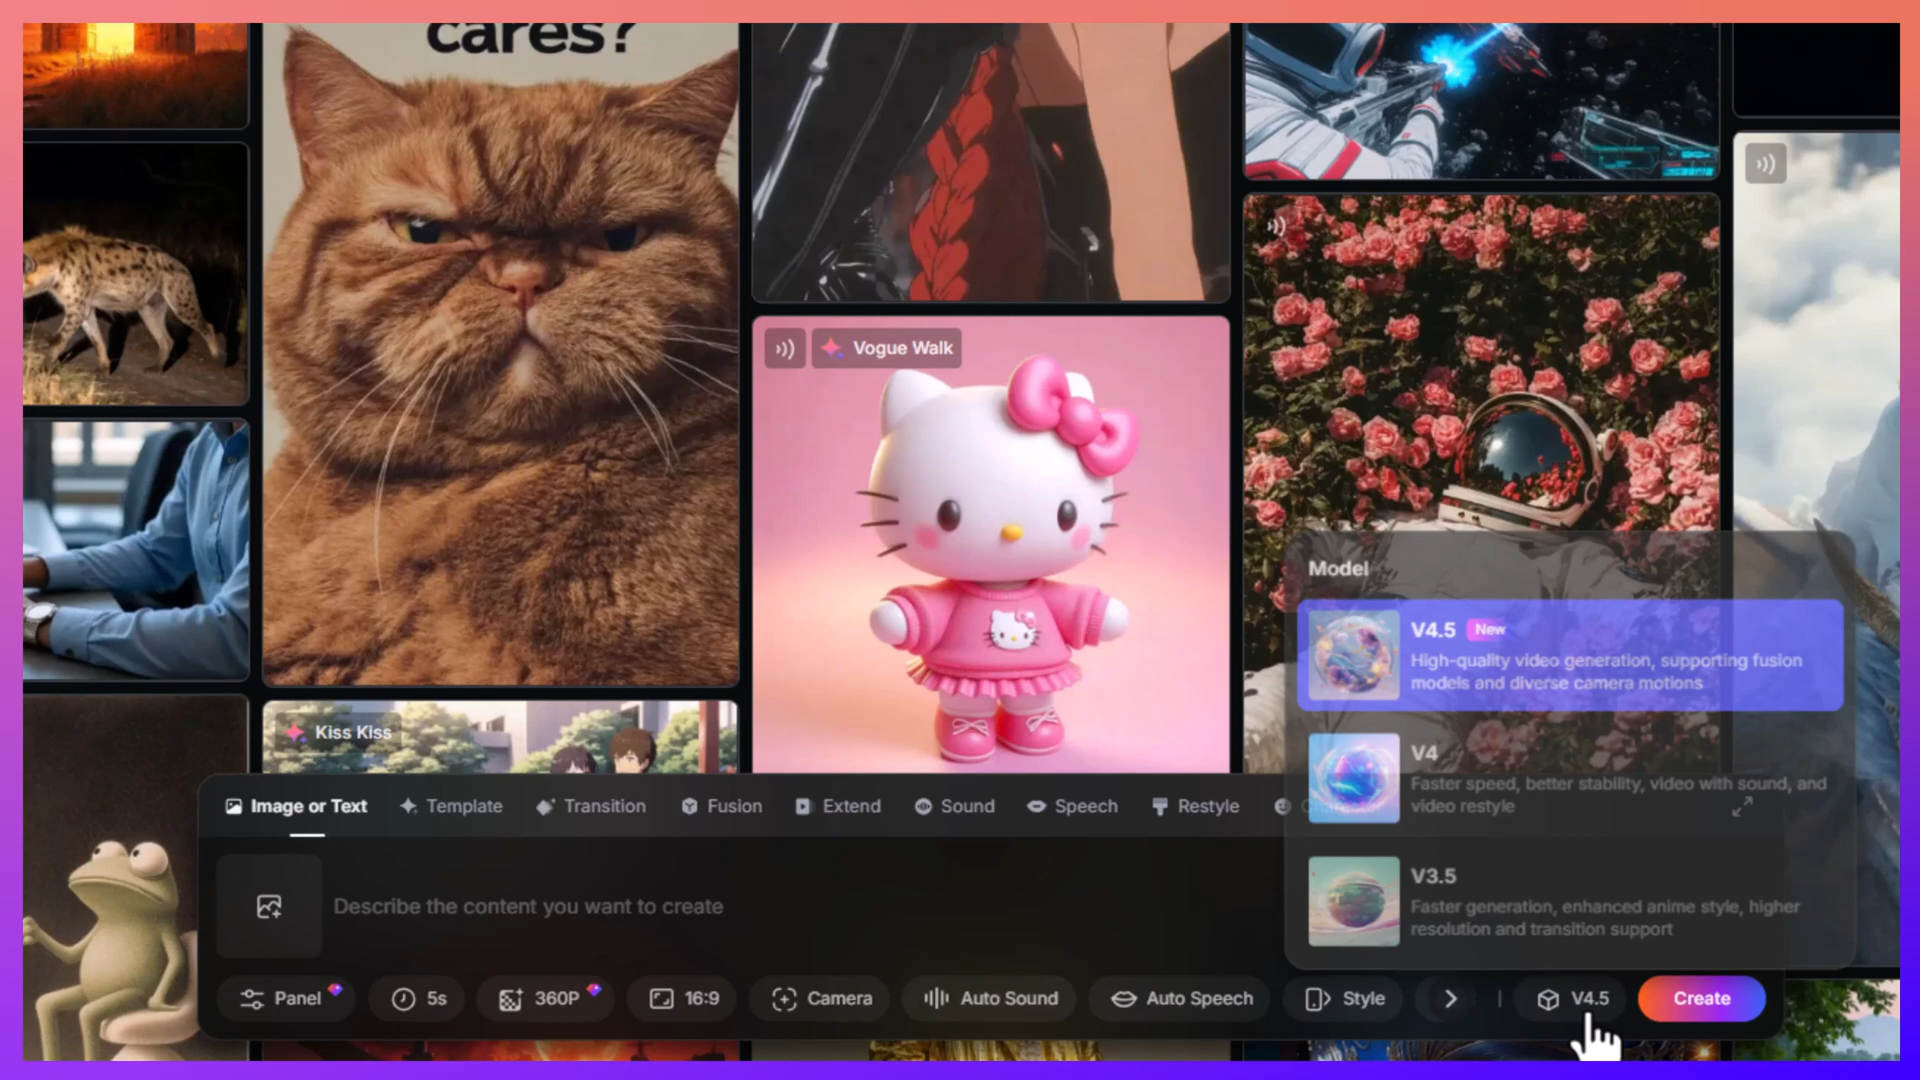 cares?
Vogue Walk
Kiss Kiss
Model
V4.5 New
High-quality video generation, supporting fusion
models and diverse camera motions
V4
Faster speed, better stability, video with sound, and
video restyle
V3.5
Faster generation, enhanced anime style, higher
resolution and transition support
Image or Text Template Transition Fusion Extend Sound Speech Restyle
Describe the content you want to create
Panel 5s 360P 16:9 Camera Auto Sound Auto Speech Style V4.5 Create